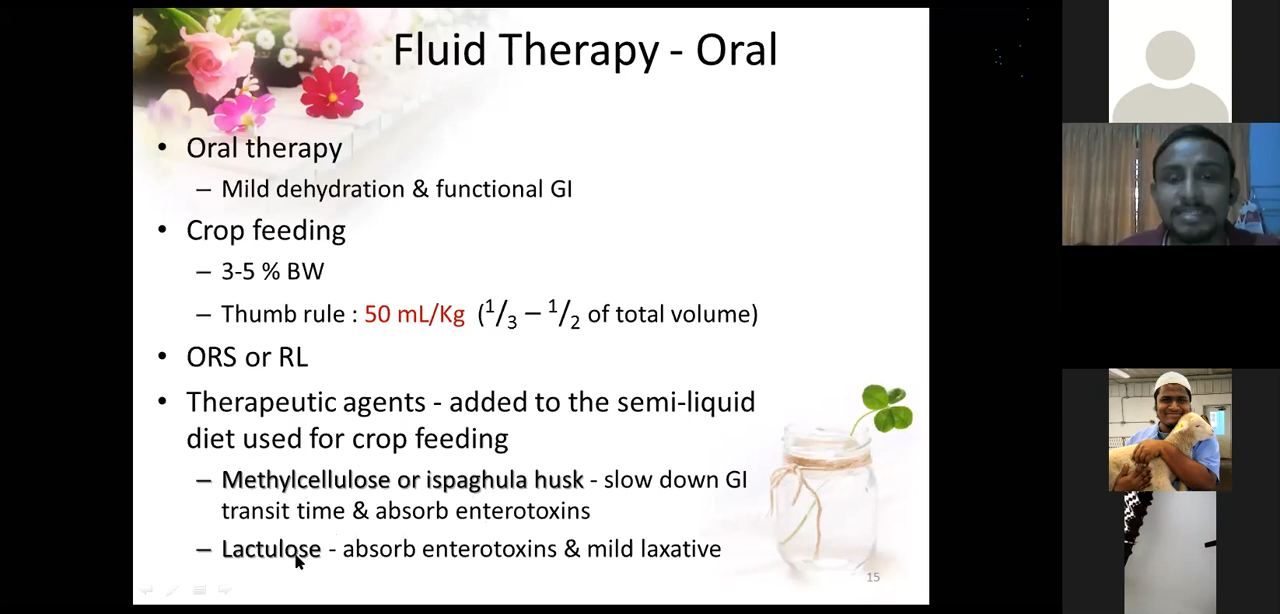 Fluid Therapy - Oral
• Oral therapy
– Mild dehydration & functional GI
• Crop feeding
– 3-5 % BW
– Thumb rule : 50 mL/Kg (1/3 – 1/2 of total volume)
• ORS or RL
• Therapeutic agents - added to the semi-liquid
diet used for crop feeding
– Methylcellulose or ispaghula husk - slow down GI
transit time & absorb enterotoxins
– Lactulose - absorb enterotoxins & mild laxative
15